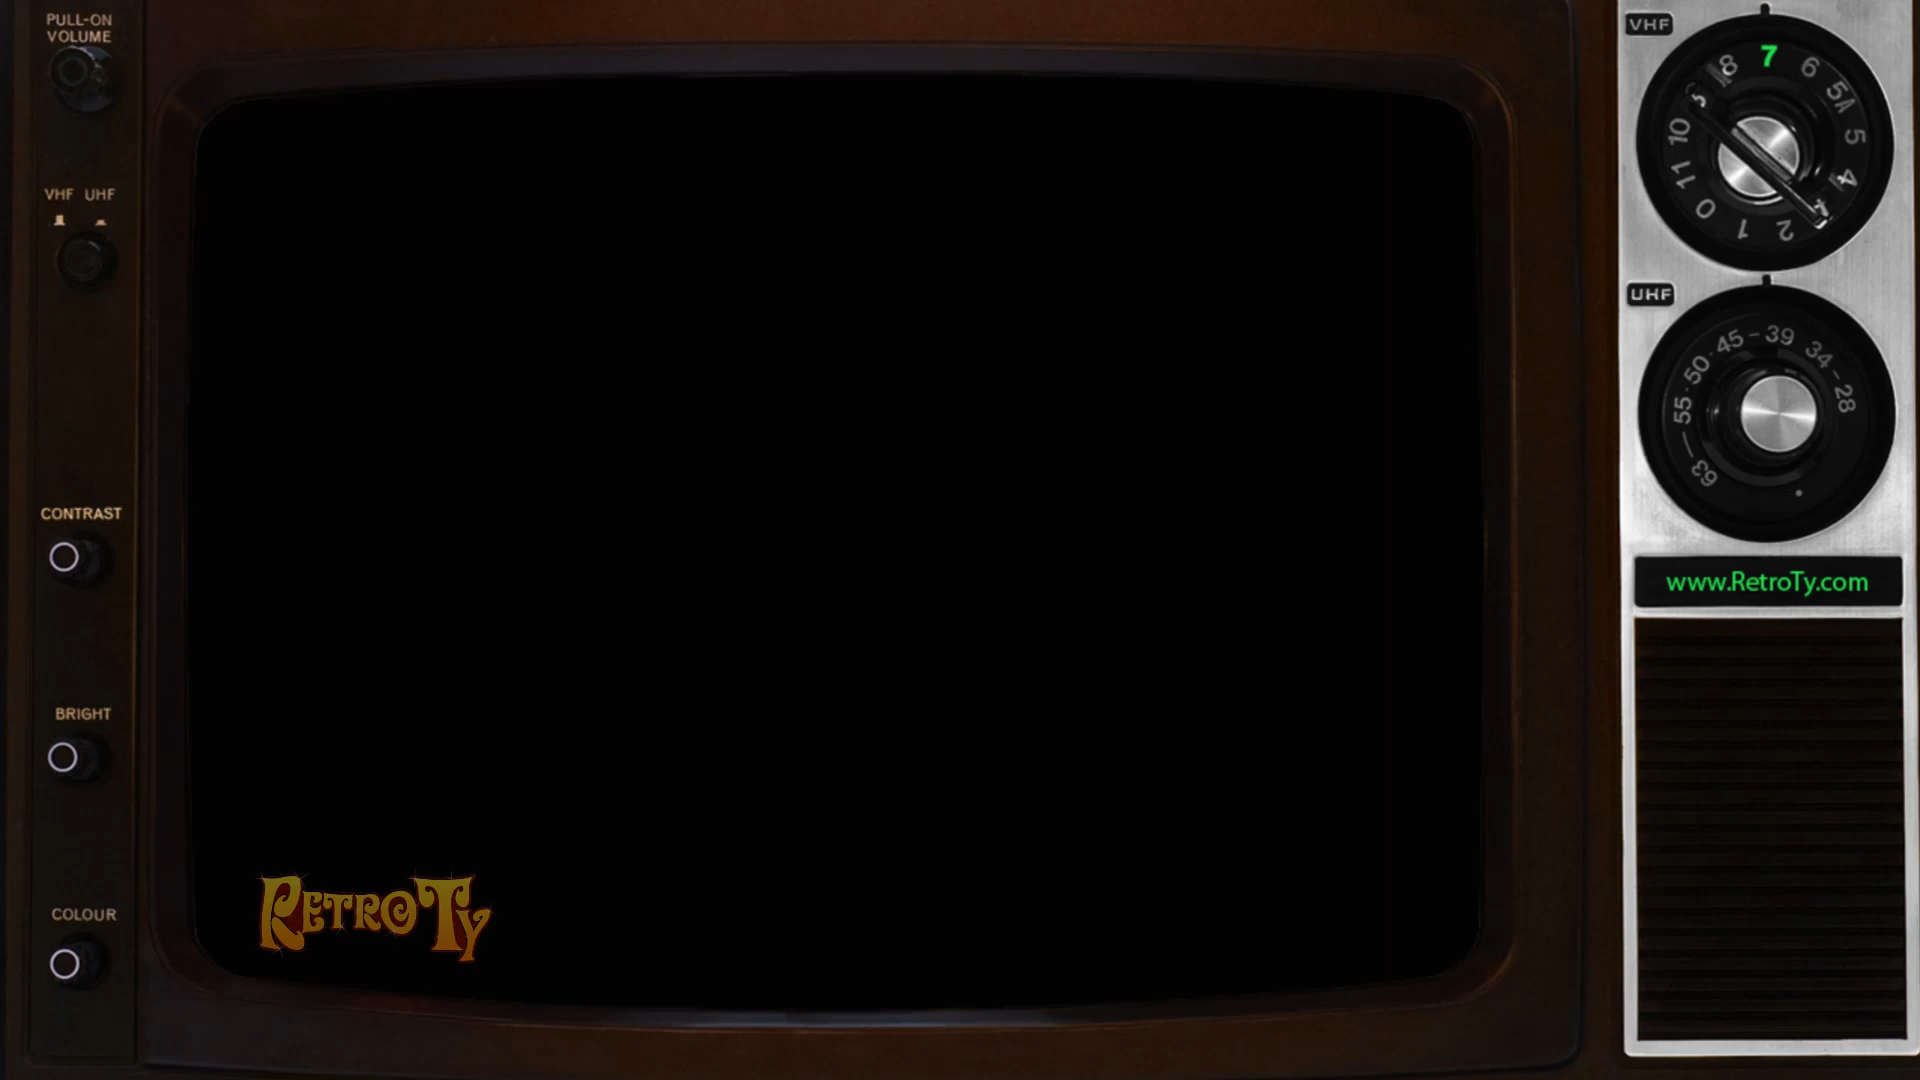 PULL-ON
VOLUME
VHF UHF
CONTRAST
BRIGHT
COLOUR
RETROTY
VHF
7
6
5A
5
4
2
1
0
11
10
8
UHF
63 55 50 45 39 34 28
www.RetroTy.com